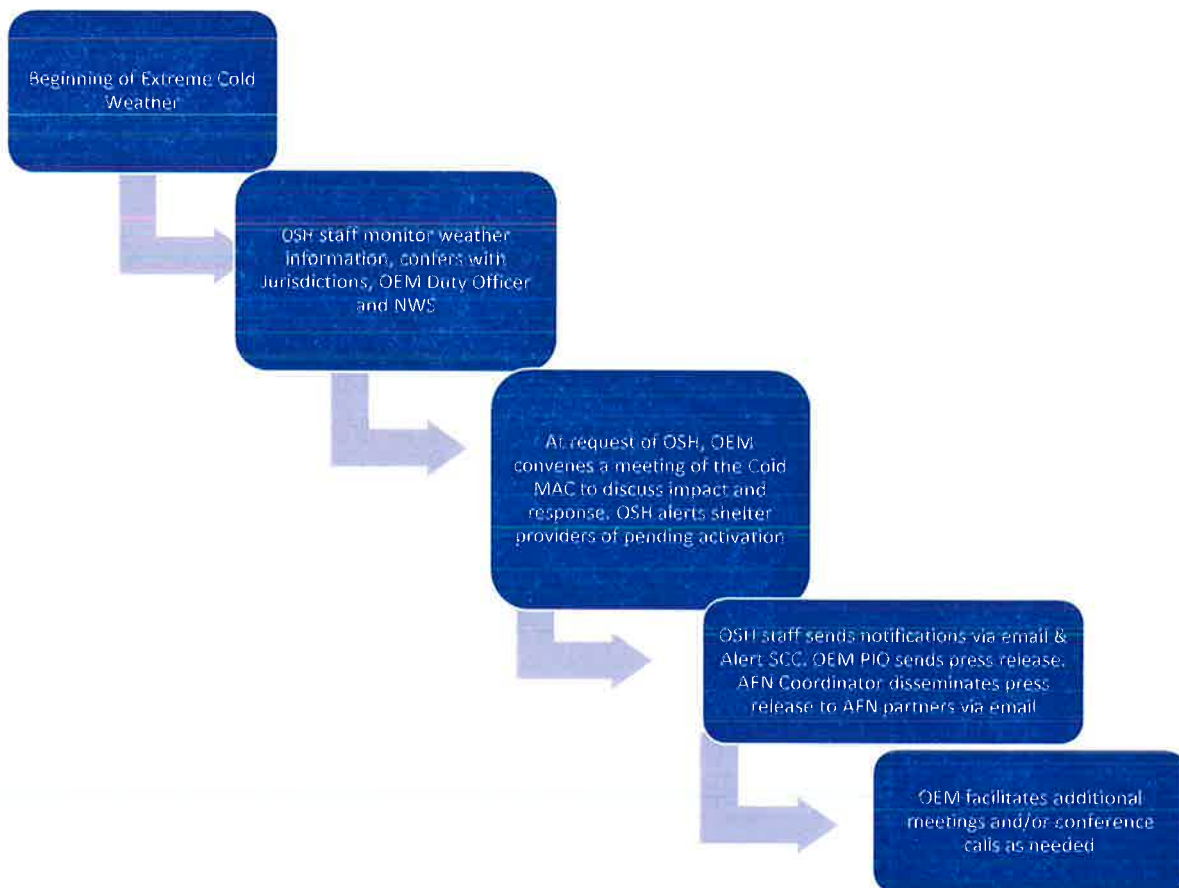 Beginning of Extreme Cold
Weather
OSH staff monitor weather
information, confers with
Jurisdictions, OEM Duty Officer
and NWS
At request of OSH, OEM
convenes a meeting of the Cold
MAC to discuss impact and
response. OSH alerts shelter
providers of pending activation
OSH staff sends notifications via email &
Alert SCC. OEM PIO sends press release.
AFN Coordinator disseminates press
release to AFN partners via email
OEM facilitates additional
meetings and/or conference
calls as needed